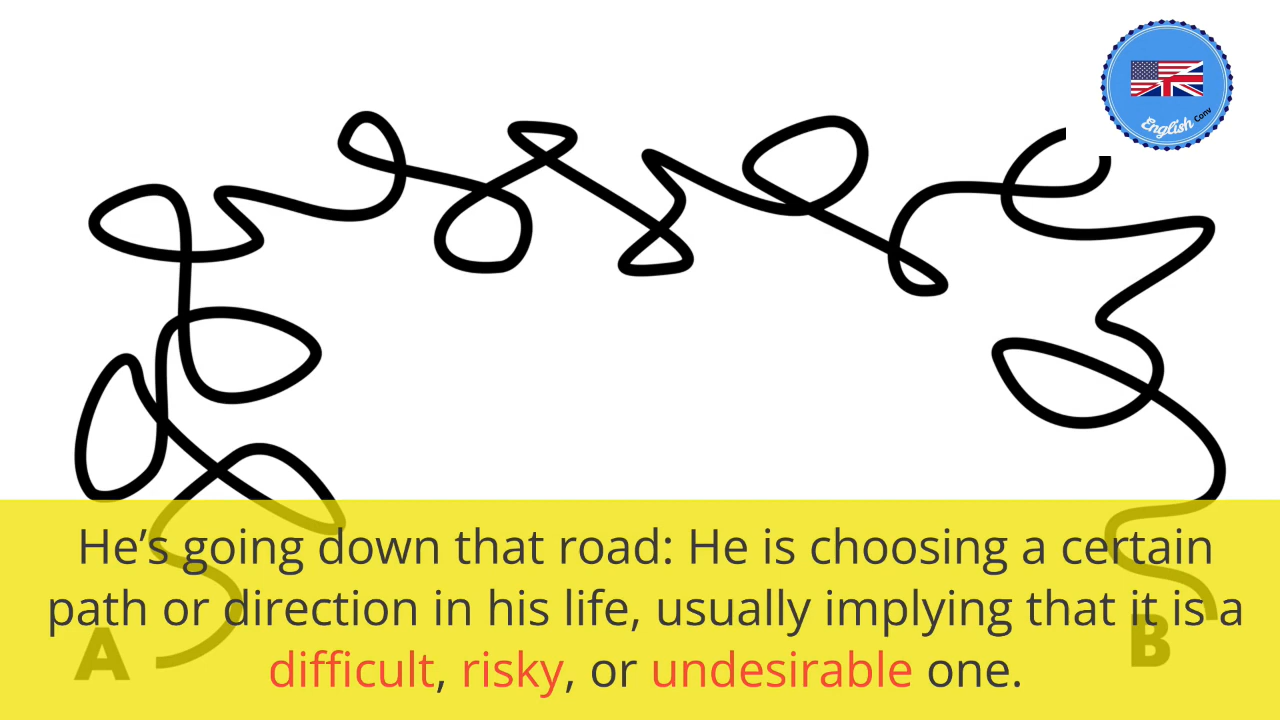 English Conv
He’s going down that road: He is choosing a certain
path or direction in his life, usually implying that it is a
difficult, risky, or undesirable one.
A
B